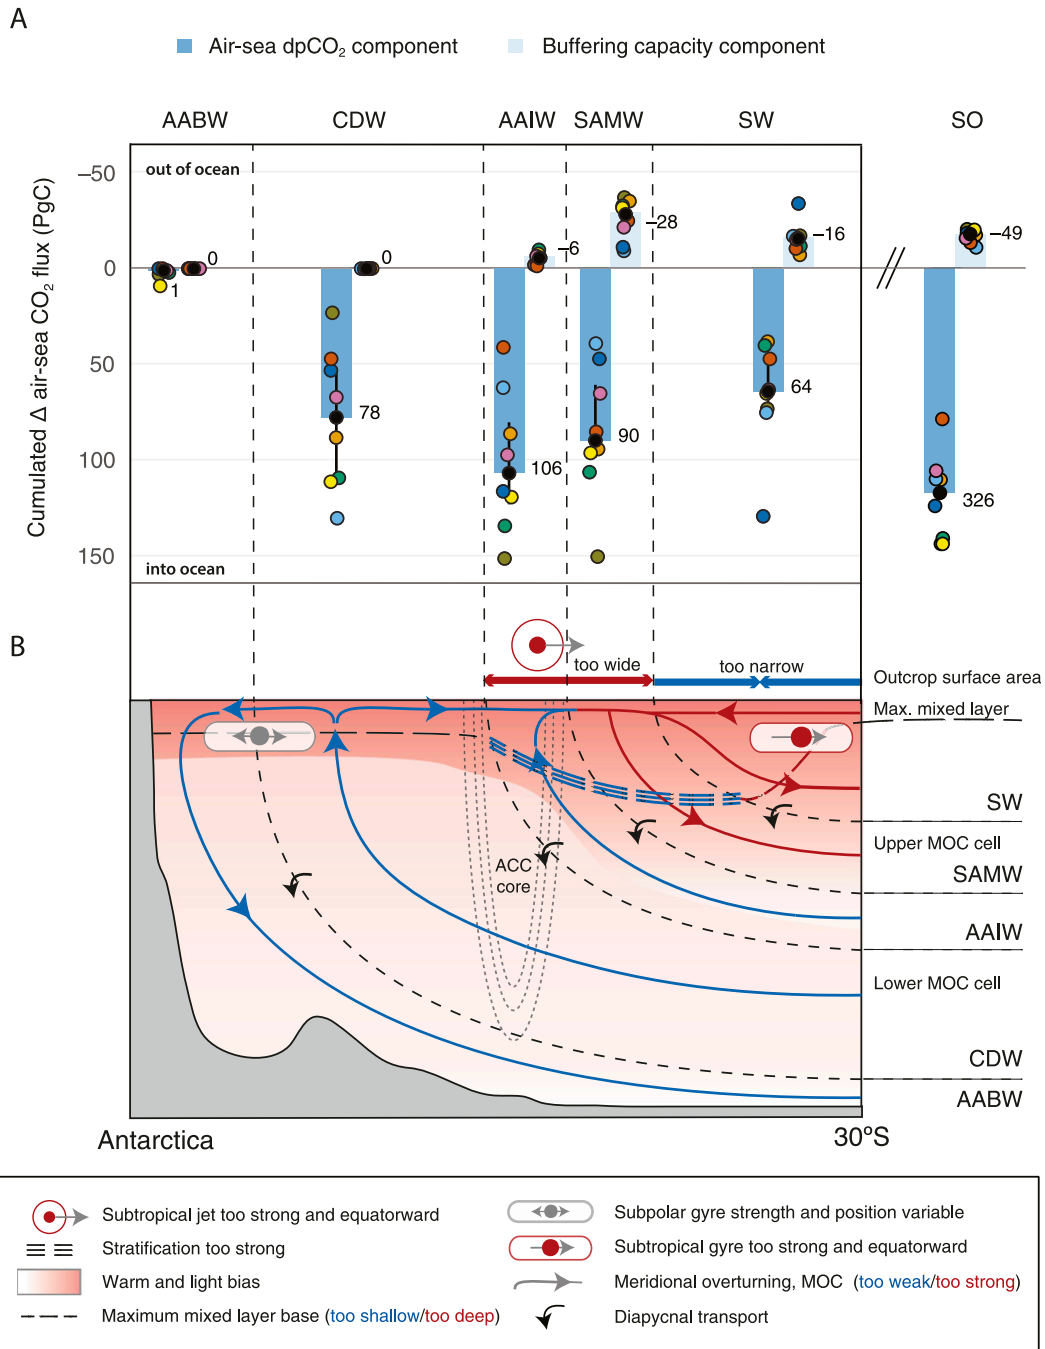 A
Air-sea dpCO₂ component
Buffering capacity component
AABW CDW AAIW SAMW SW SO
Cumulated Δ air-sea CO₂ flux (PgC)
−50
out of ocean
−28
−16
−49
−6
0
0
0
1
50
64
78
90
100
106
326
150
into ocean
B
too wide
too narrow
Outcrop surface area
Max. mixed layer
SW
Upper MOC cell
ACC
core
SAMW
AAIW
Lower MOC cell
CDW
AABW
Antarctica
30ºS
Subtropical jet too strong and equatorward
Stratification too strong
Warm and light bias
Maximum mixed layer base (too shallow/too deep)
Subpolar gyre strength and position variable
Subtropical gyre too strong and equatorward
Meridional overturning, MOC (too weak/too strong)
Diapycnal transport